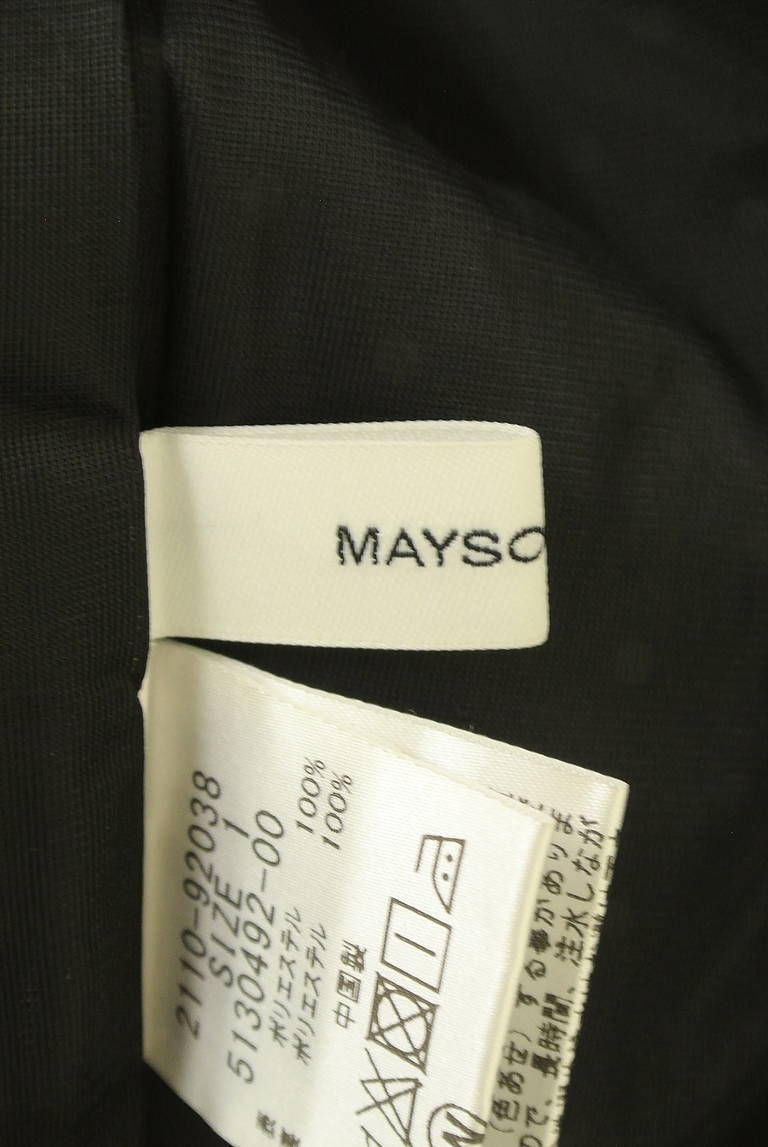 MAYSO
2110-92038
SIZE 1
5130492-00
ポリエステル 100%
ポリエステル 100%
中国製
W
(色あせ) する事がありま
で、長時間、注水しなが